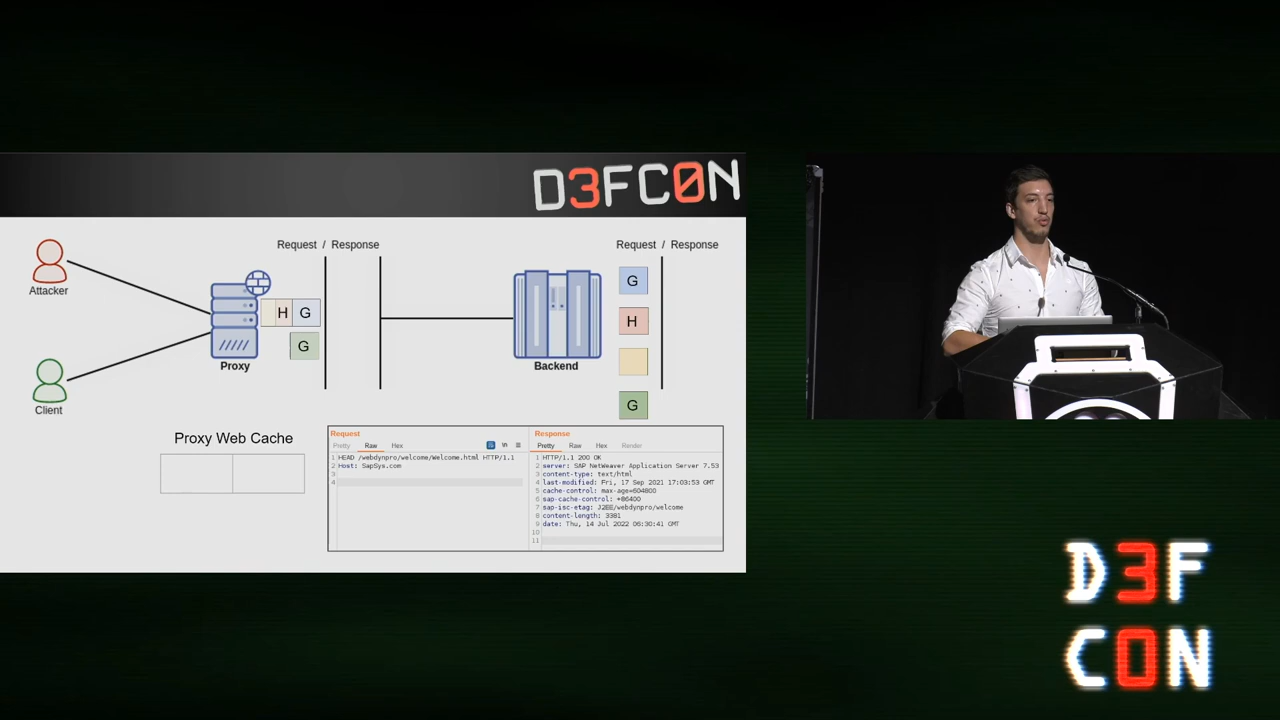 D3FC0N
Request / Response
Request / Response
Attacker
H G
G
G
H
G
Proxy
Backend
Client
Proxy Web Cache
Request
Pretty Raw Hex
\n
1 HEAD /webdynpro/welcome/Welcome.html HTTP/1.1
2 Host: SapSys.com
3
4
Response
Pretty Raw Hex Render
1 HTTP/1.1 200 OK
2 server: SAP NetWeaver Application Server 7.53
3 content-type: text/html
4 last-modified: Fri, 17 Sep 2021 17:03:53 GMT
5 cache-control: max-age=604800
6 sap-cache-control: +86400
7 sap-isc-etag: J2EE/webdynpro/welcome
8 content-length: 3381
9 date: Thu, 14 Jul 2022 06:30:41 GMT
10
11
D3F
C0N